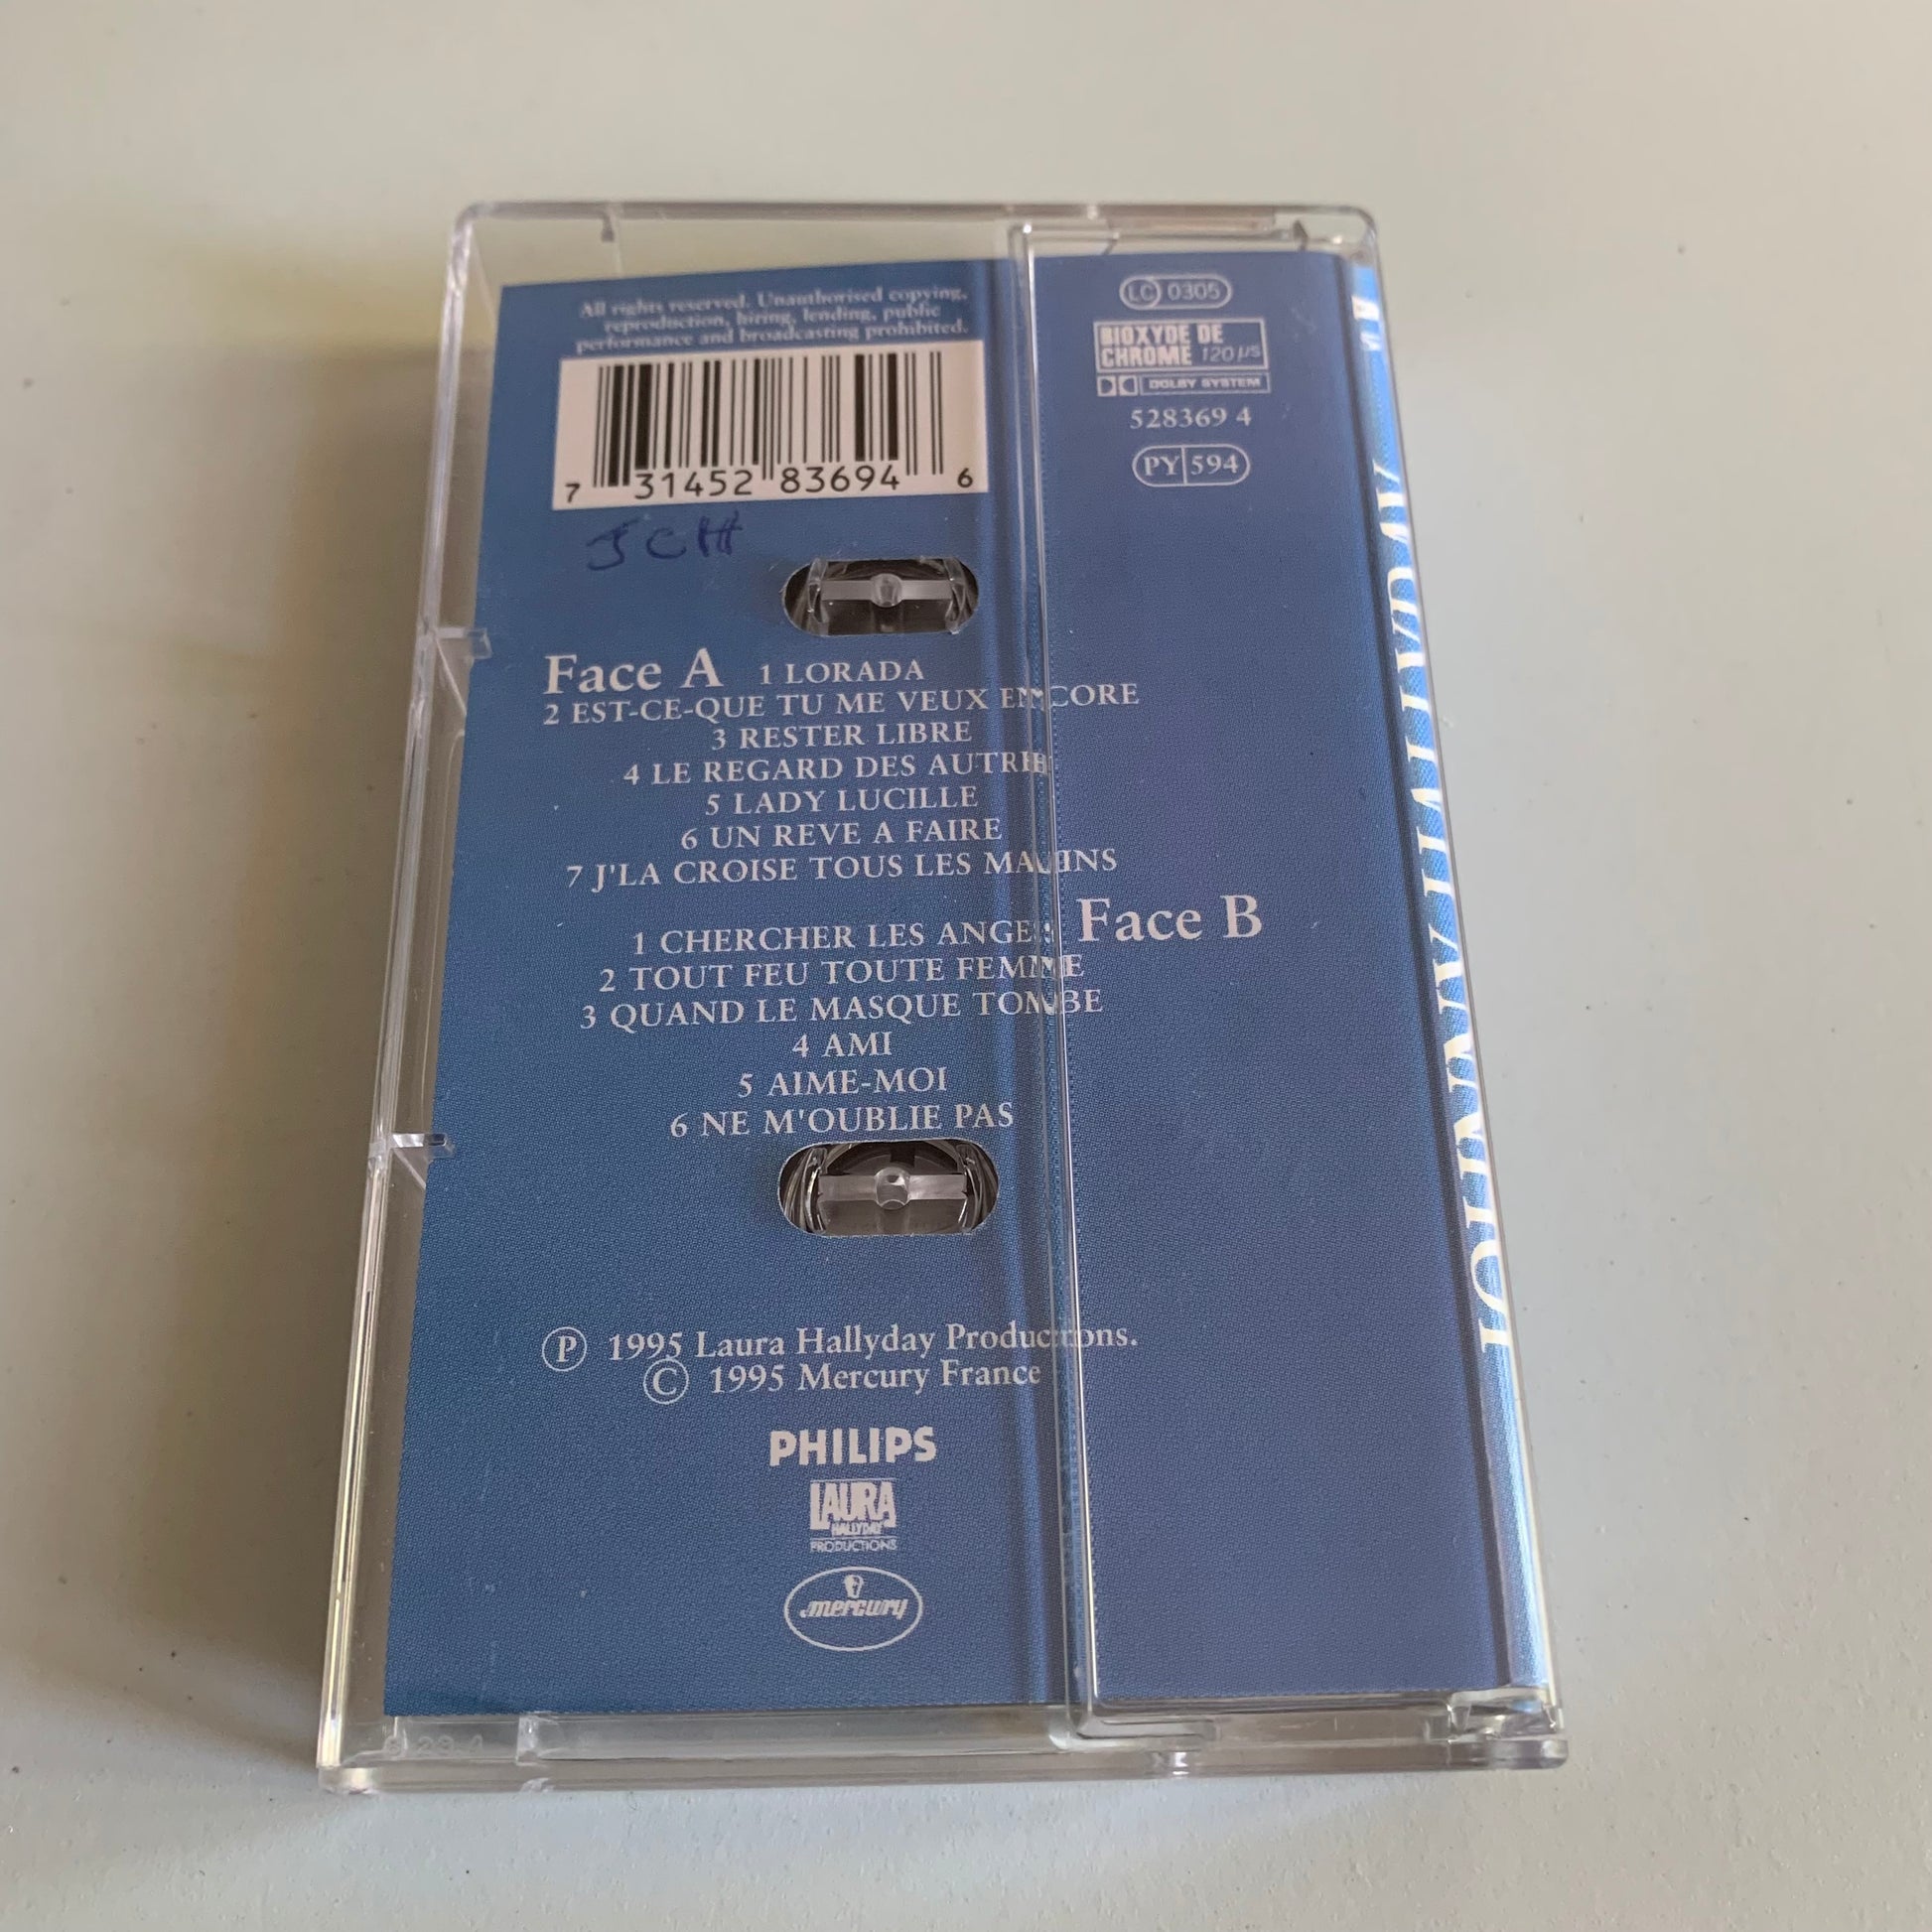 All rights reserved. Unauthorised copying,
reproduction, hiring, lending, public
performance and broadcasting prohibited.
7 31452 83694 6
JCH
LC 0305
BIOXYDE DE
CHROME 120 µs
DOLBY SYSTEM
528369 4
PY 594
Face A 1 LORADA
2 EST-CE-QUE TU ME VEUX ENCORE
3 RESTER LIBRE
4 LE REGARD DES AUTRES
5 LADY LUCILLE
6 UN REVE A FAIRE
7 J'LA CROISE TOUS LES MATINS
1 CHERCHER LES ANGES Face B
2 TOUT FEU TOUTE FEMME
3 QUAND LE MASQUE TOMBE
4 AMI
5 AIME-MOI
6 NE M'OUBLIE PAS
Ⓟ 1995 Laura Hallyday Productions.
© 1995 Mercury France
PHILIPS
LAURA
HALLYDAY
PRODUCTIONS
mercury
JOHNNY HALLYDAY